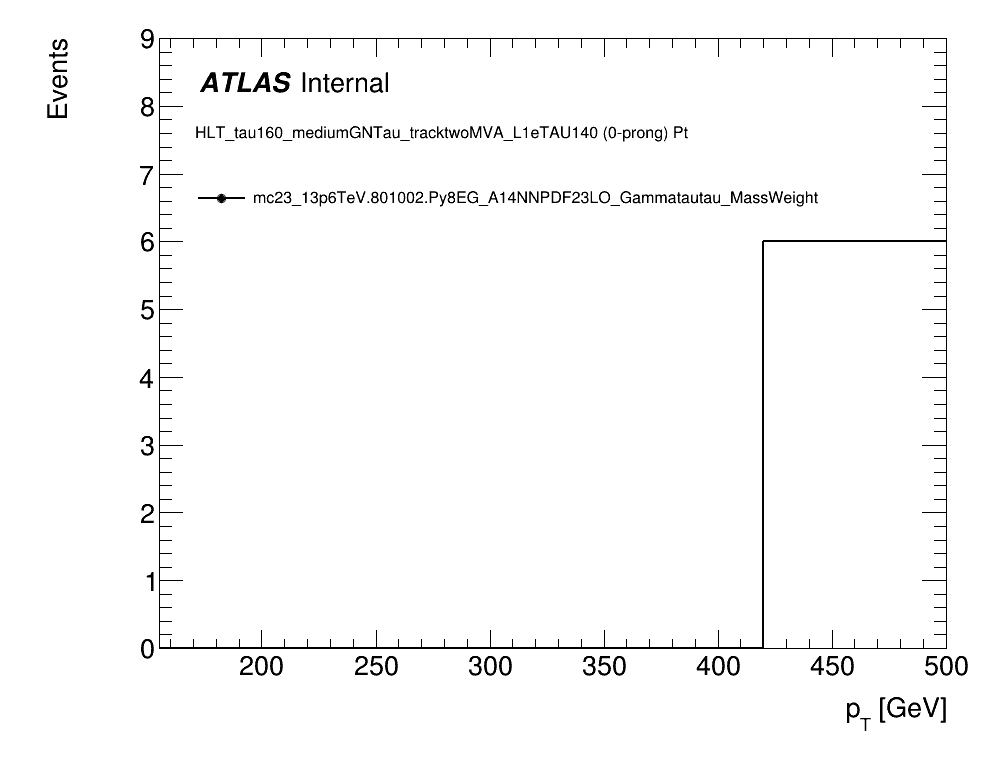 Events
9
8
7
6
5
4
3
2
1
0
ATLAS Internal
HLT_tau160_mediumGNTau_tracktwoMVA_L1eTAU140 (0-prong) Pt
mc23_13p6TeV.801002.Py8EG_A14NNPDF23LO_Gammatautau_MassWeight
200 250 300 350 400 450 500
p_T [GeV]